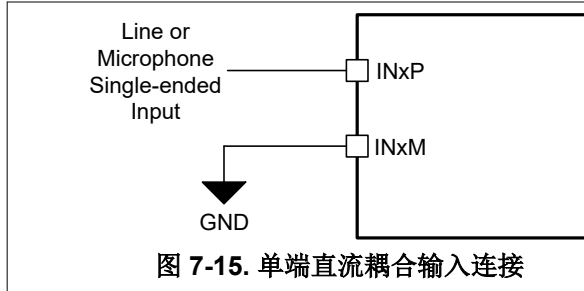 Line or
Microphone
Single-ended
Input
INxP
INxM
GND
图 7-15. 单端直流耦合输入连接